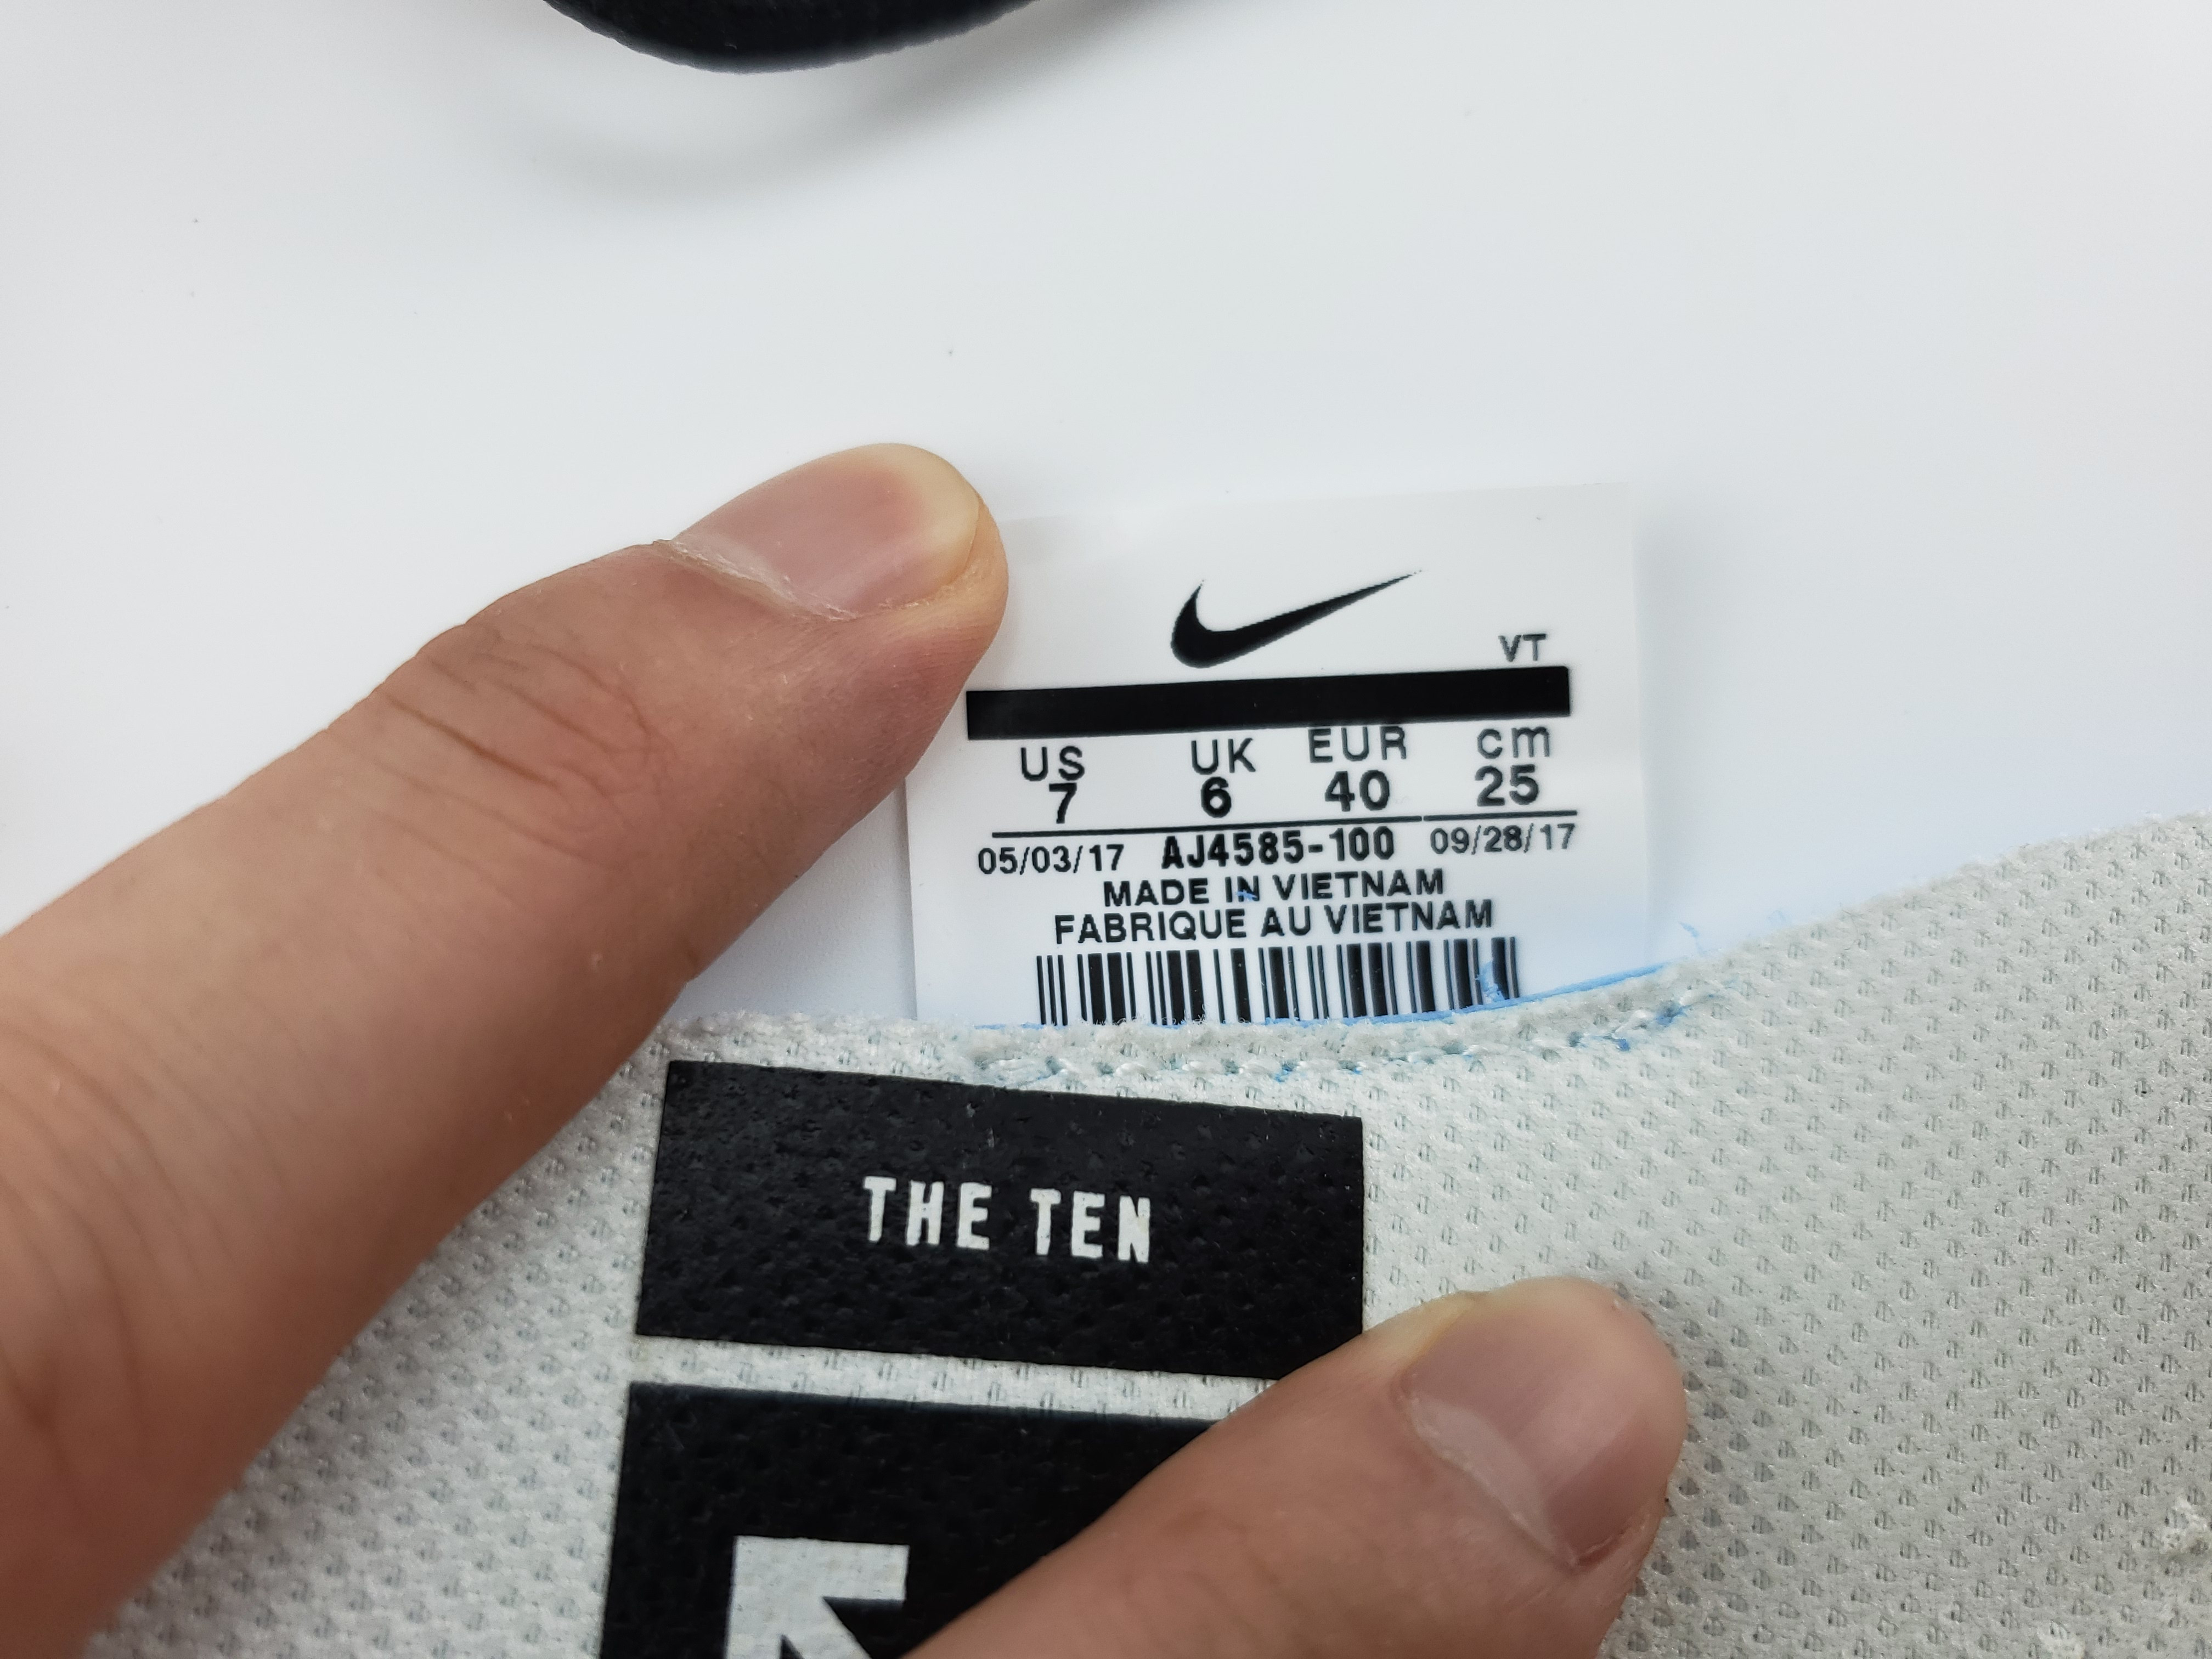 VT
US UK EUR cm
7 6 40 25
05/03/17 AJ4585-100 09/28/17
MADE IN VIETNAM
FABRIQUE AU VIETNAM
THE TEN